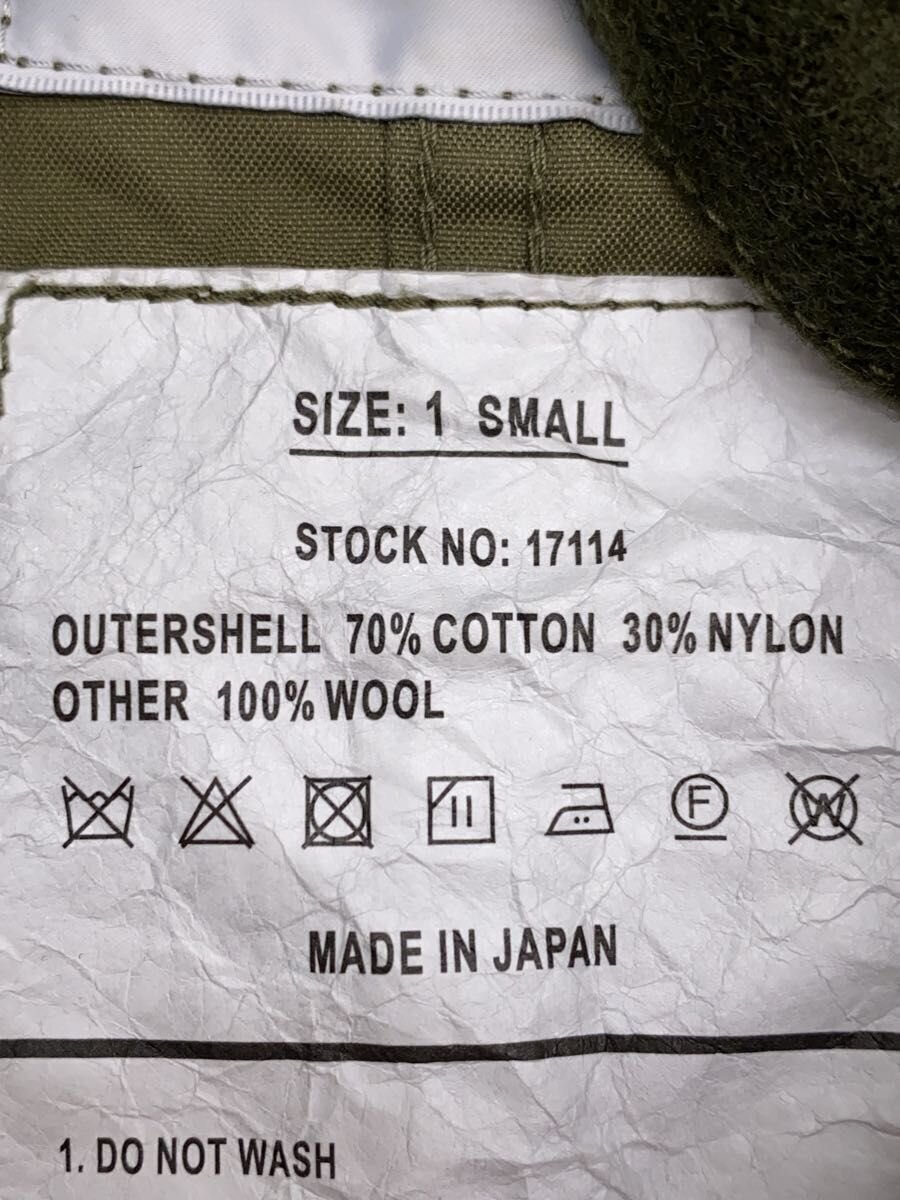 SIZE: 1 SMALL
STOCK NO: 17114
OUTERSHELL 70% COTTON 30% NYLON
OTHER 100% WOOL
F W
MADE IN JAPAN
1. DO NOT WASH